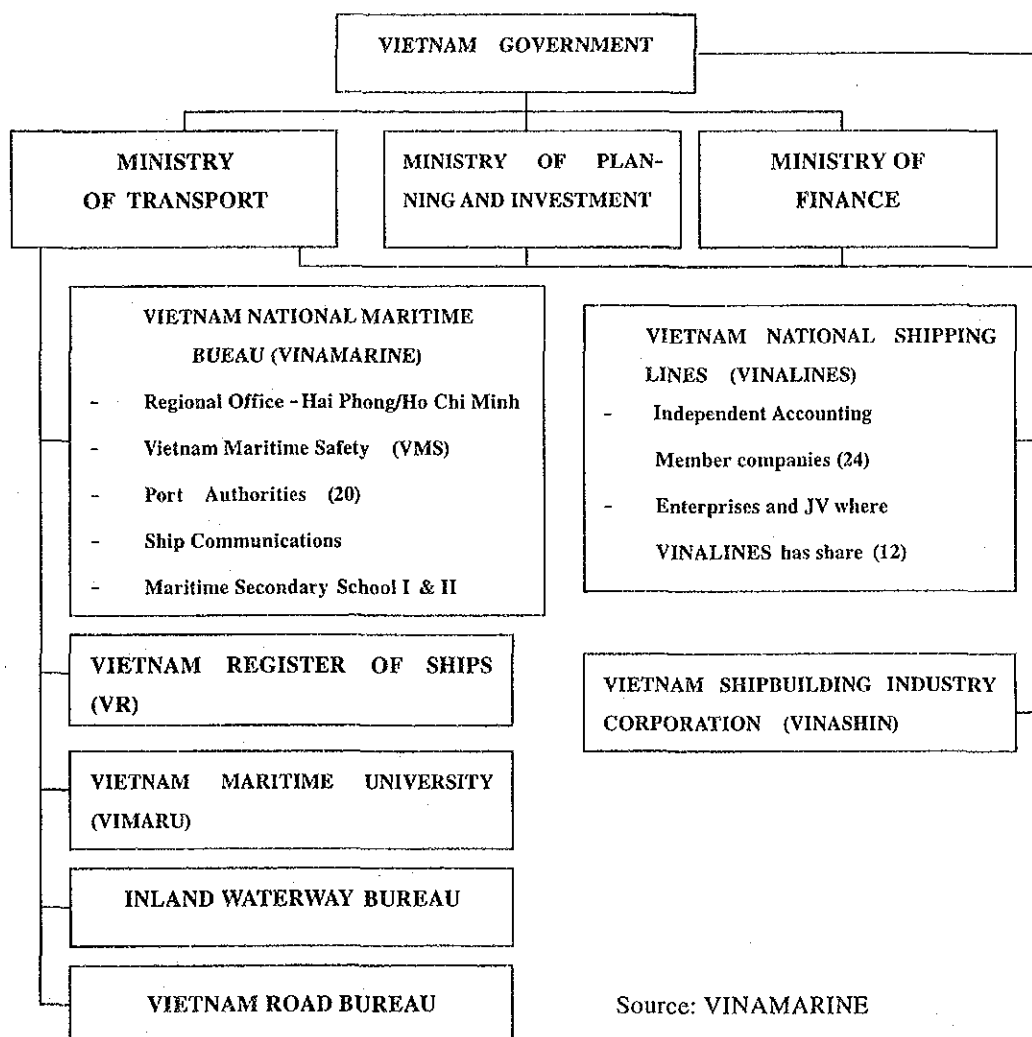 VIETNAM GOVERNMENT
MINISTRY
OF TRANSPORT
MINISTRY OF PLAN-
NING AND INVESTMENT
MINISTRY OF
FINANCE
VIETNAM NATIONAL MARITIME
BUEAU (VINAMARINE)
- Regional Office - Hai Phong/Ho Chi Minh
- Vietnam Maritime Safety (VMS)
- Port Authorities (20)
- Ship Communications
- Maritime Secondary School I & II
VIETNAM NATIONAL SHIPPING
LINES (VINALINES)
- Independent Accounting
Member companies (24)
- Enterprises and JV where
VINALINES has share (12)
VIETNAM REGISTER OF SHIPS
(VR)
VIETNAM SHIPBUILDING INDUSTRY
CORPORATION (VINASHIN)
VIETNAM MARITIME UNIVERSITY
(VIMARU)
INLAND WATERWAY BUREAU
VIETNAM ROAD BUREAU
Source: VINAMARINE